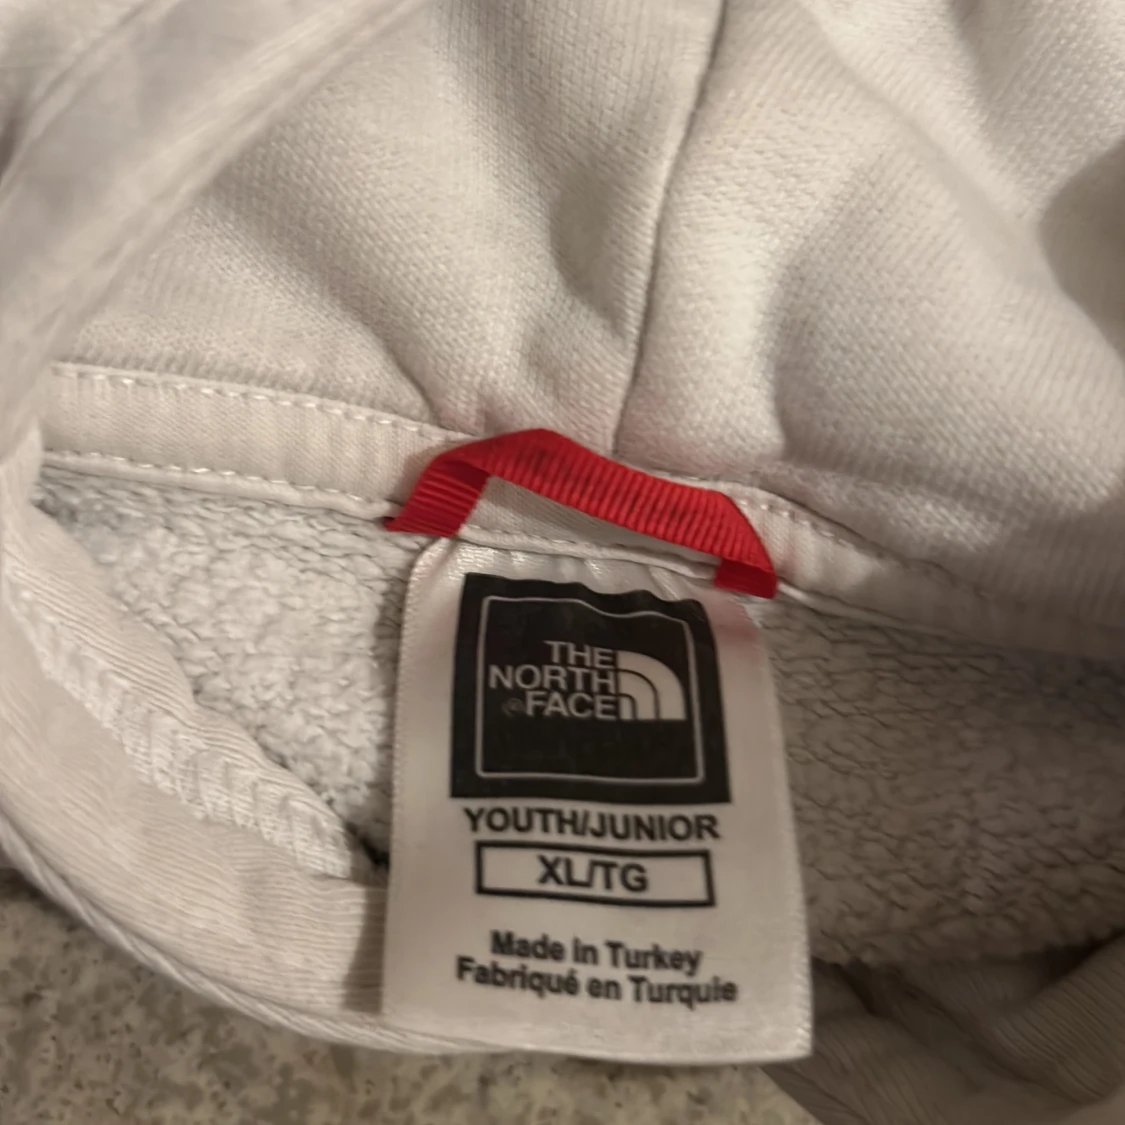 THE
NORTH
FACE
YOUTH/JUNIOR
XL/TG
Made in Turkey
Fabriqué en Turquie